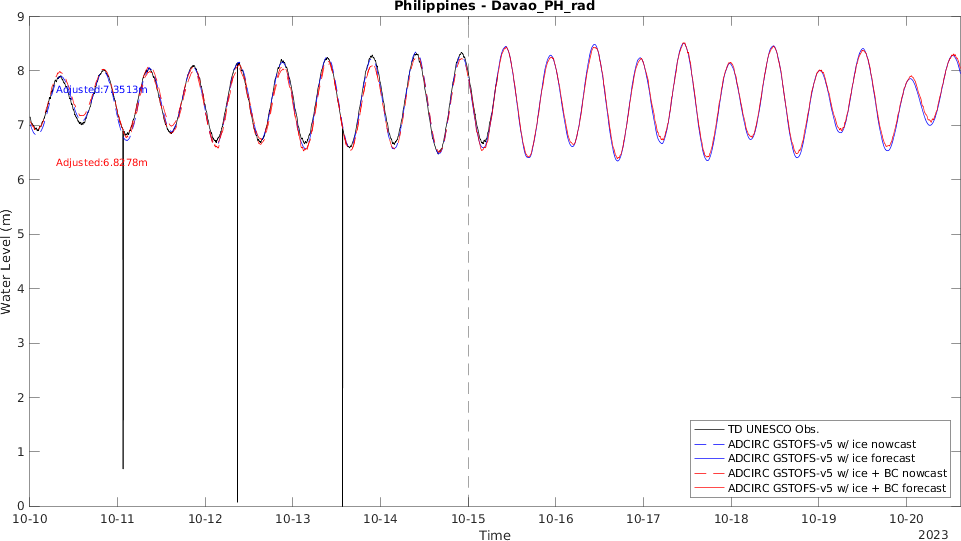 Philippines - Davao_PH_rad
9
8
7
6
5
4
3
2
1
0
Water Level (m)
Adjusted:7.3513m
Adjusted:6.8278m
TD UNESCO Obs.
ADCIRC GSTOFS-v5 w/ ice nowcast
ADCIRC GSTOFS-v5 w/ ice forecast
ADCIRC GSTOFS-v5 w/ ice + BC nowcast
ADCIRC GSTOFS-v5 w/ ice + BC forecast
10-10 10-11 10-12 10-13 10-14 10-15 10-16 10-17 10-18 10-19 10-20
Time
2023